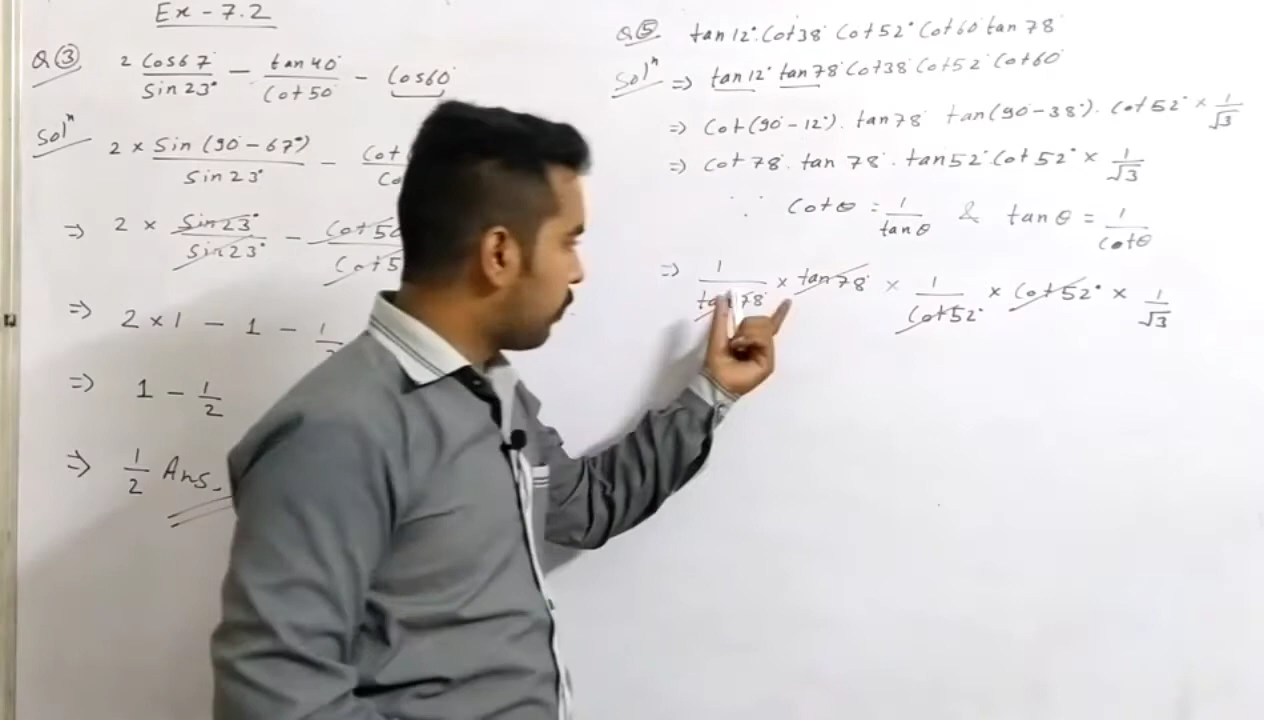 Ex - 7.2
Q③ 2 Cos67°/Sin23° - tan40°/Cot50° - Cos60°
Solⁿ 2 × Sin(90°-67°)/Sin23° - Cot
⇒ 2 × Sin23°/Sin23° -
⇒ 2×1 - 1 -
⇒ 1 - 1/2
⇒ 1/2 Ans.
Q⑤ tan12°.Cot38° Cot52° Cot60° tan78°
Solⁿ ⇒ tan12° tan78° Cot38° Cot52° Cot60°
⇒ Cot(90°-12°). tan78° tan(90°-38°). Cot52° × 1/√3
⇒ Cot78°. tan78°. tan52°. Cot52° × 1/√3
∵ Cotθ = 1/tanθ & tanθ = 1/Cotθ
⇒ 1/tan78° × tan78° × 1/Cot52° × Cot52° × 1/√3